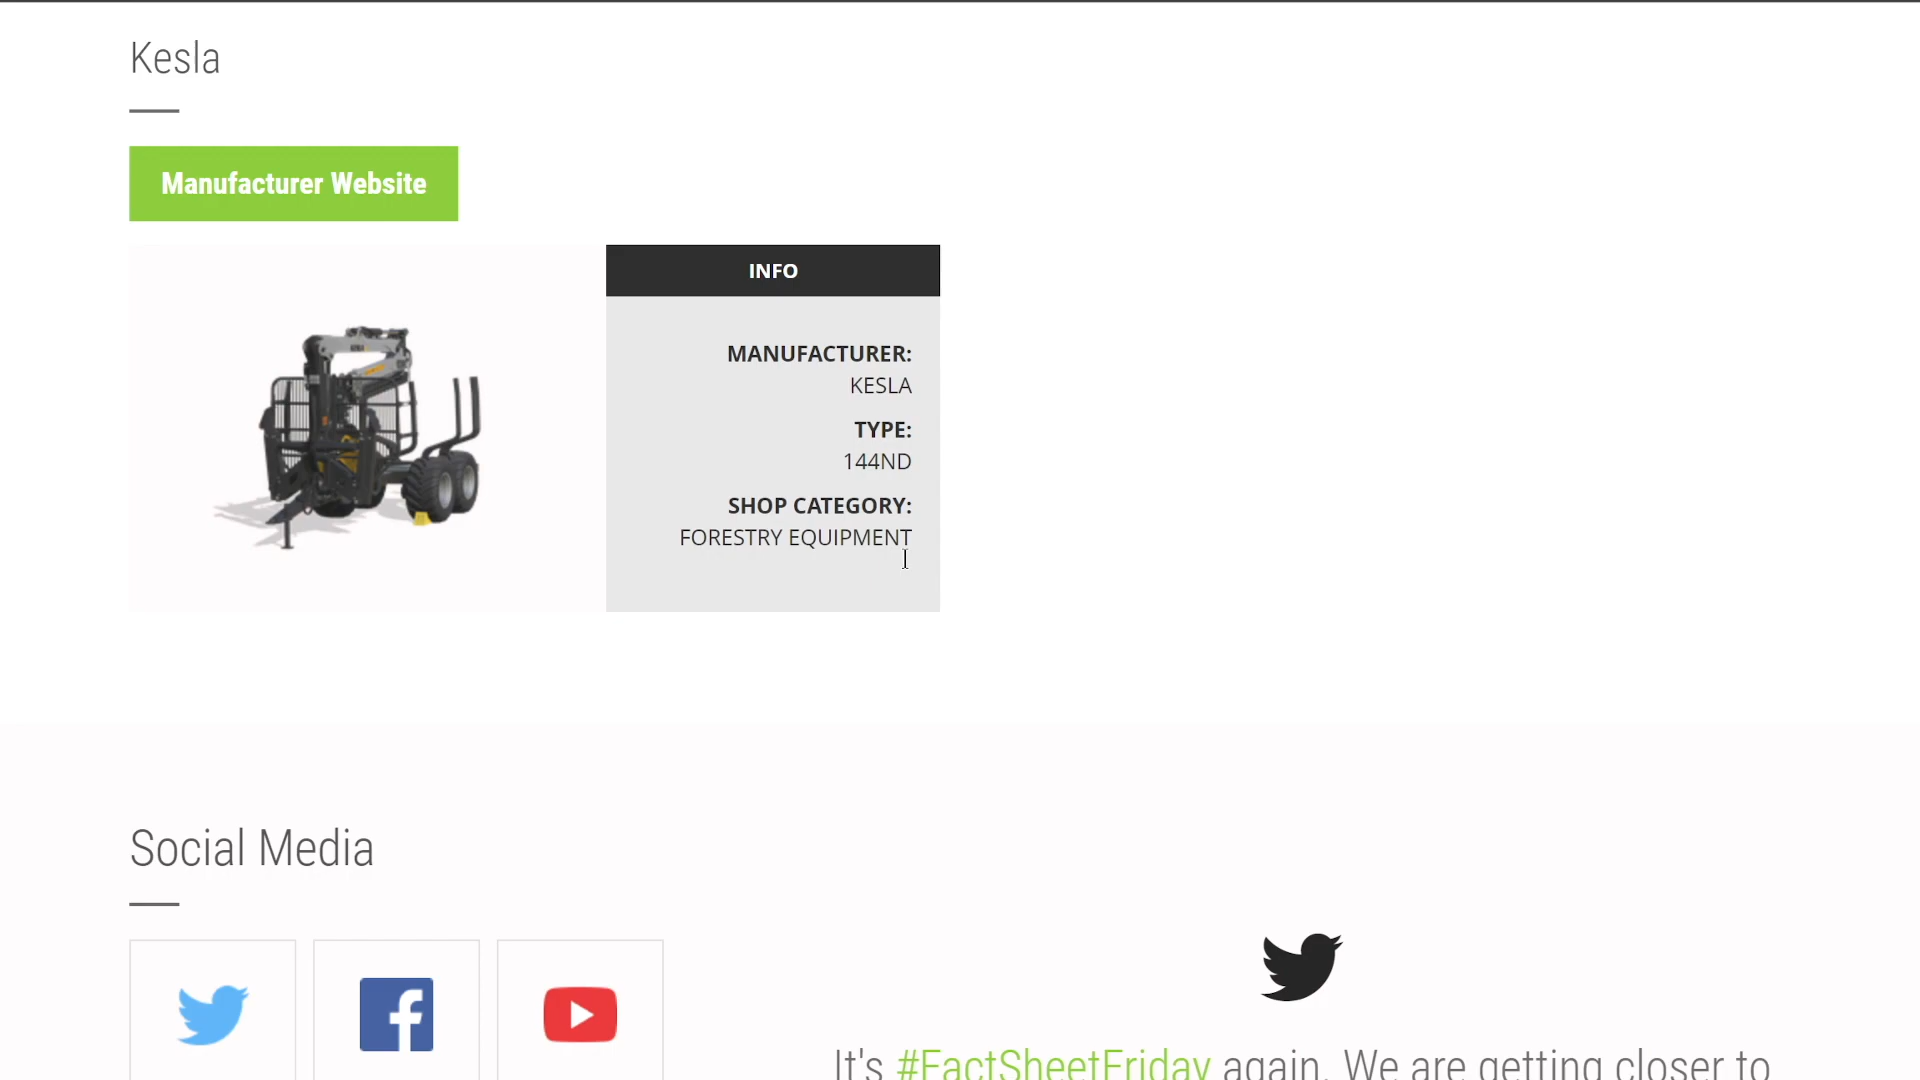 Kesla
Manufacturer Website
INFO
MANUFACTURER:
KESLA
TYPE:
144ND
SHOP CATEGORY:
FORESTRY EQUIPMENT
Social Media
It's #FactSheetFriday again. We are getting closer to